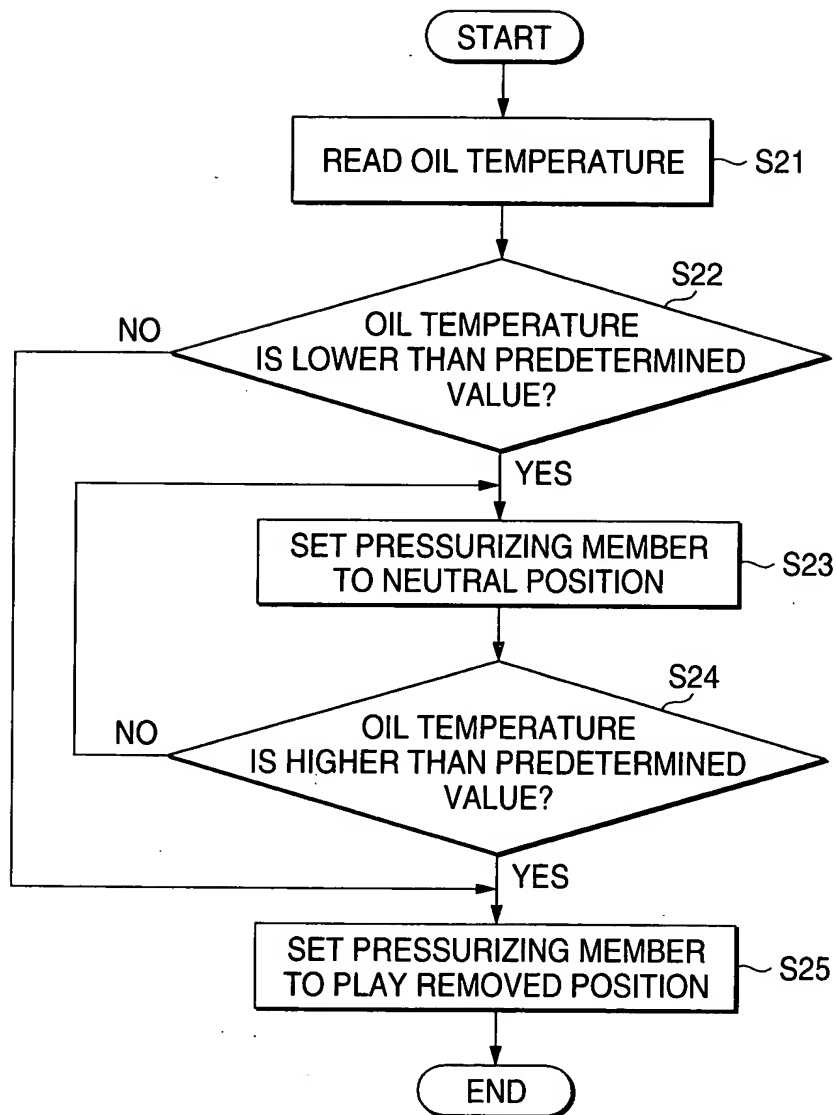 START
READ OIL TEMPERATURE
S21
S22
NO
OIL TEMPERATURE
IS LOWER THAN PREDETERMINED
VALUE?
YES
SET PRESSURIZING MEMBER
TO NEUTRAL POSITION
S23
S24
NO
OIL TEMPERATURE
IS HIGHER THAN PREDETERMINED
VALUE?
YES
SET PRESSURIZING MEMBER
TO PLAY REMOVED POSITION
S25
END